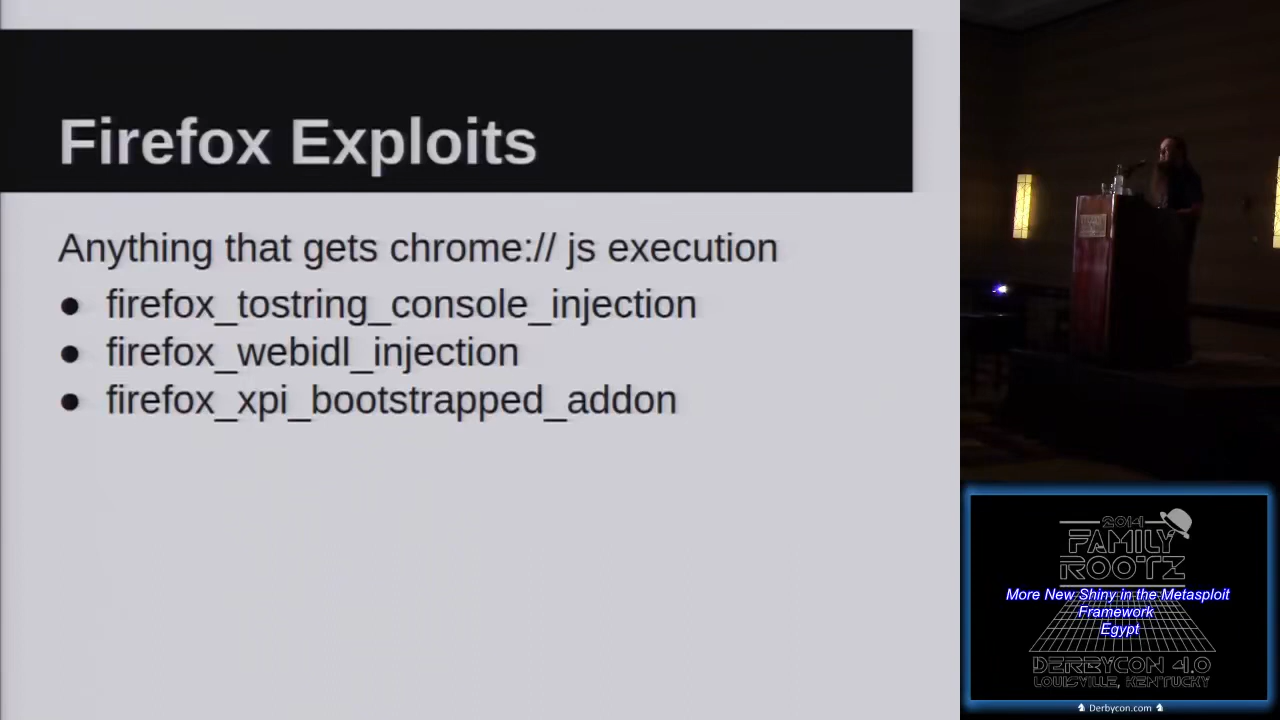 Firefox Exploits
Anything that gets chrome:// js execution
● firefox_tostring_console_injection
● firefox_webidl_injection
● firefox_xpi_bootstrapped_addon
2014
FAMILY
ROOTZ
More New Shiny in the Metasploit
Framework
Egypt
DERBYCON 4.0
LOUISVILLE, KENTUCKY
Derbycon.com